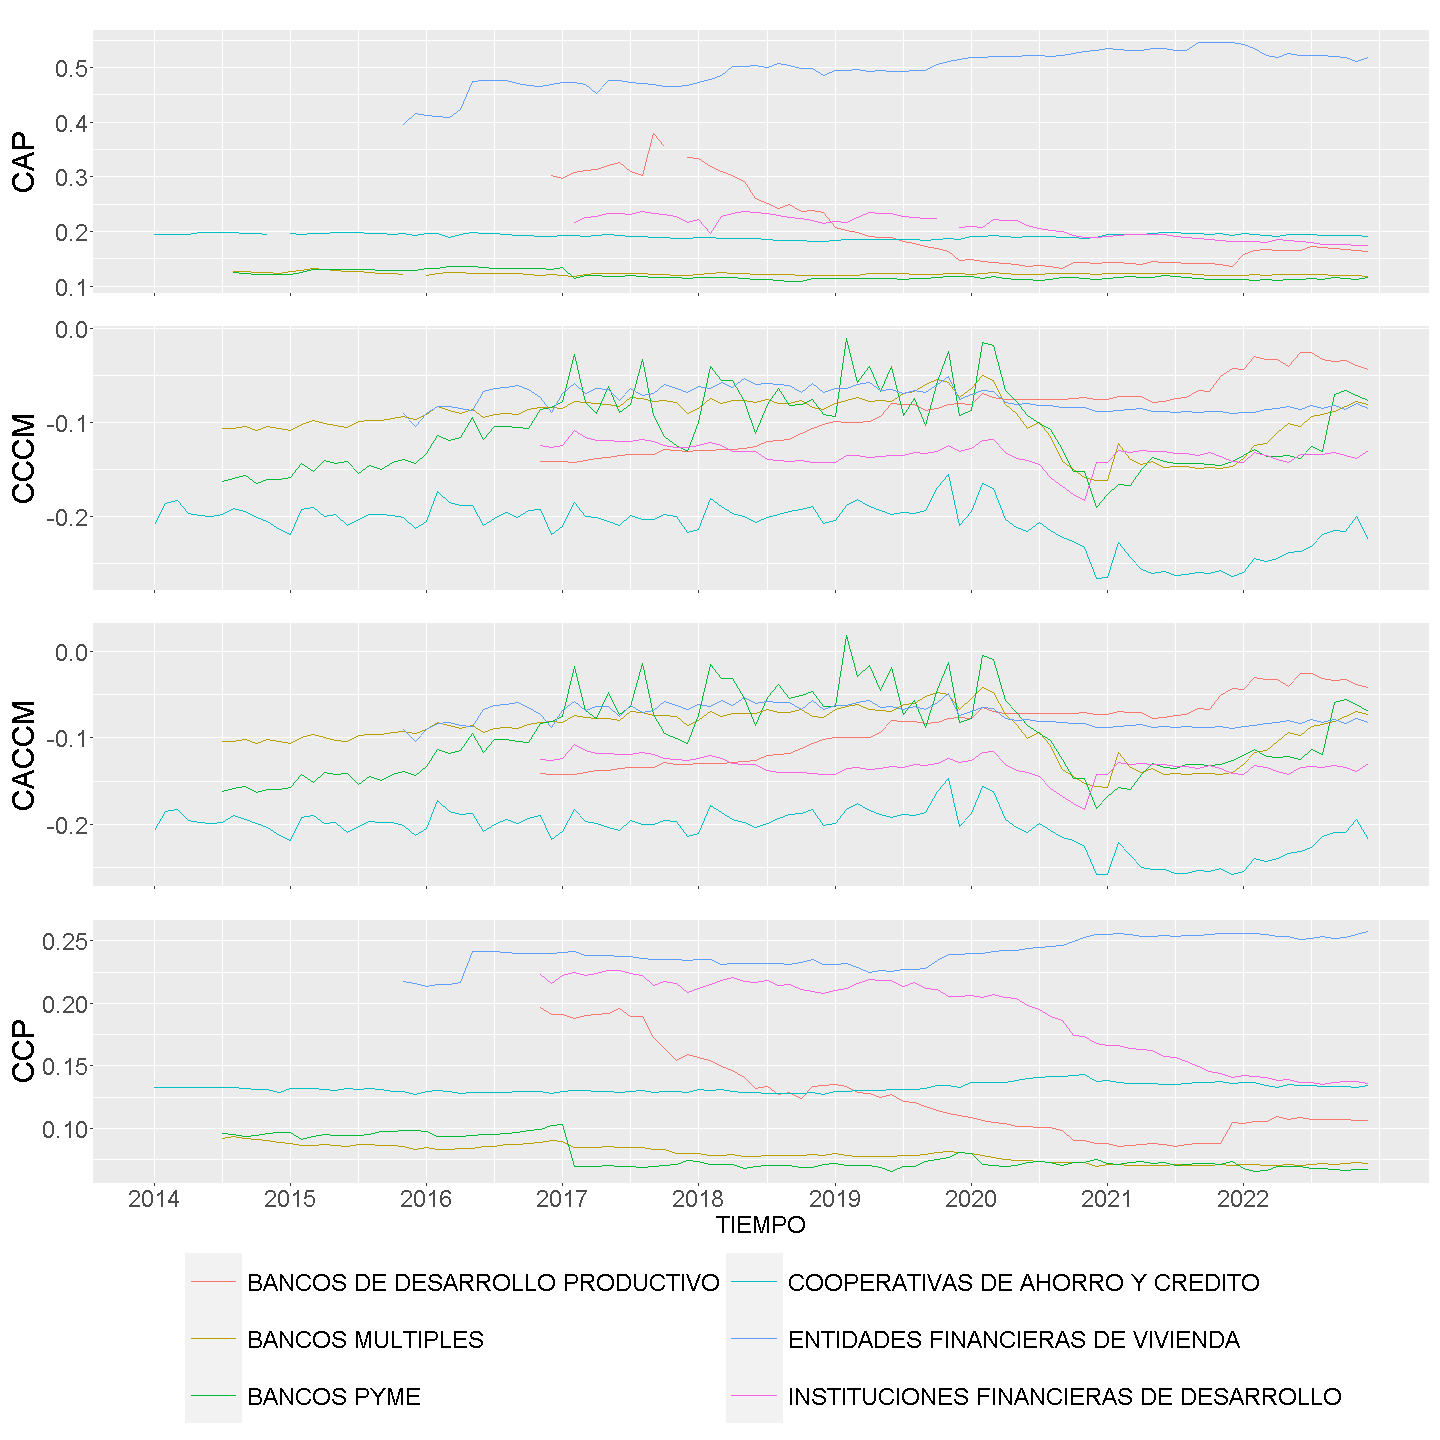 CAP
0.5
0.4
0.3
0.2
0.1
CCCM
0.0
-0.1
-0.2
CACCM
0.0
-0.1
-0.2
CCP
0.25
0.20
0.15
0.10
2014 2015 2016 2017 2018 2019 2020 2021 2022
TIEMPO
BANCOS DE DESARROLLO PRODUCTIVO COOPERATIVAS DE AHORRO Y CREDITO
BANCOS MULTIPLES ENTIDADES FINANCIERAS DE VIVIENDA
BANCOS PYME INSTITUCIONES FINANCIERAS DE DESARROLLO